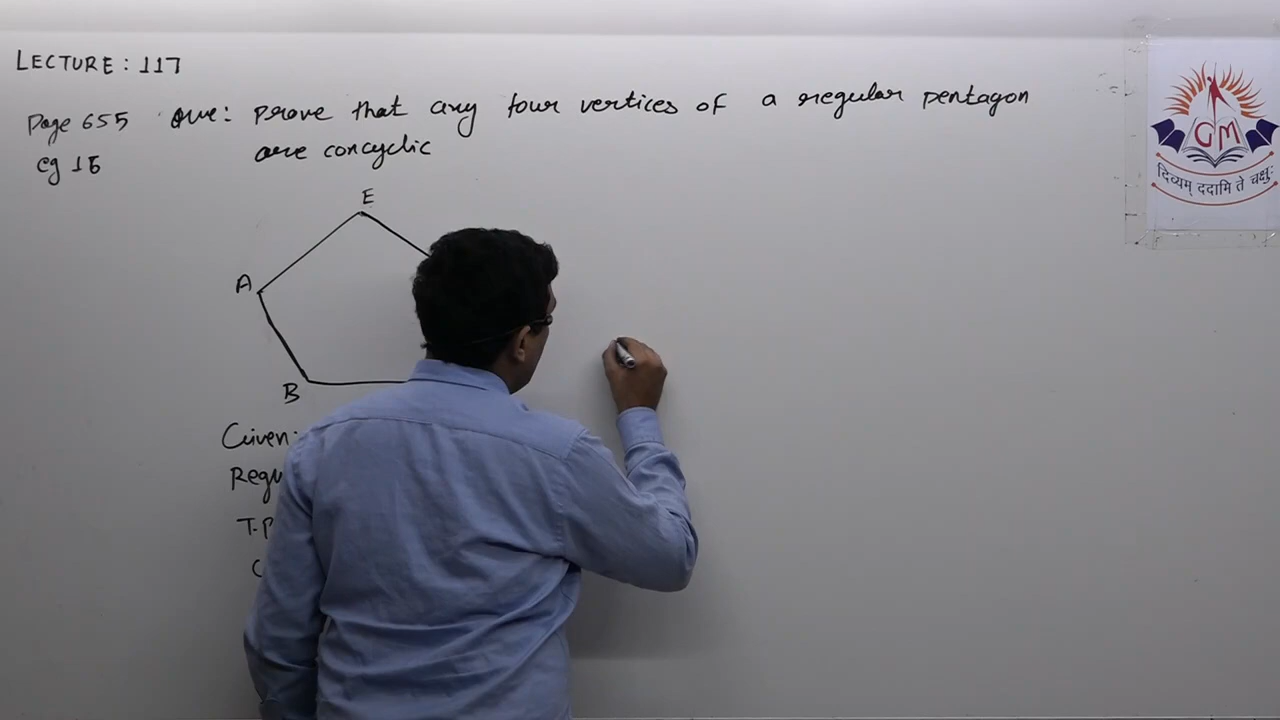 LECTURE: 117
Page 655 Que: Prove that any four vertices of a regular pentagon
eg 15 are concyclic
E
A
B
Given:
T.P
GM
दिव्यम् ददामि ते चक्षुः